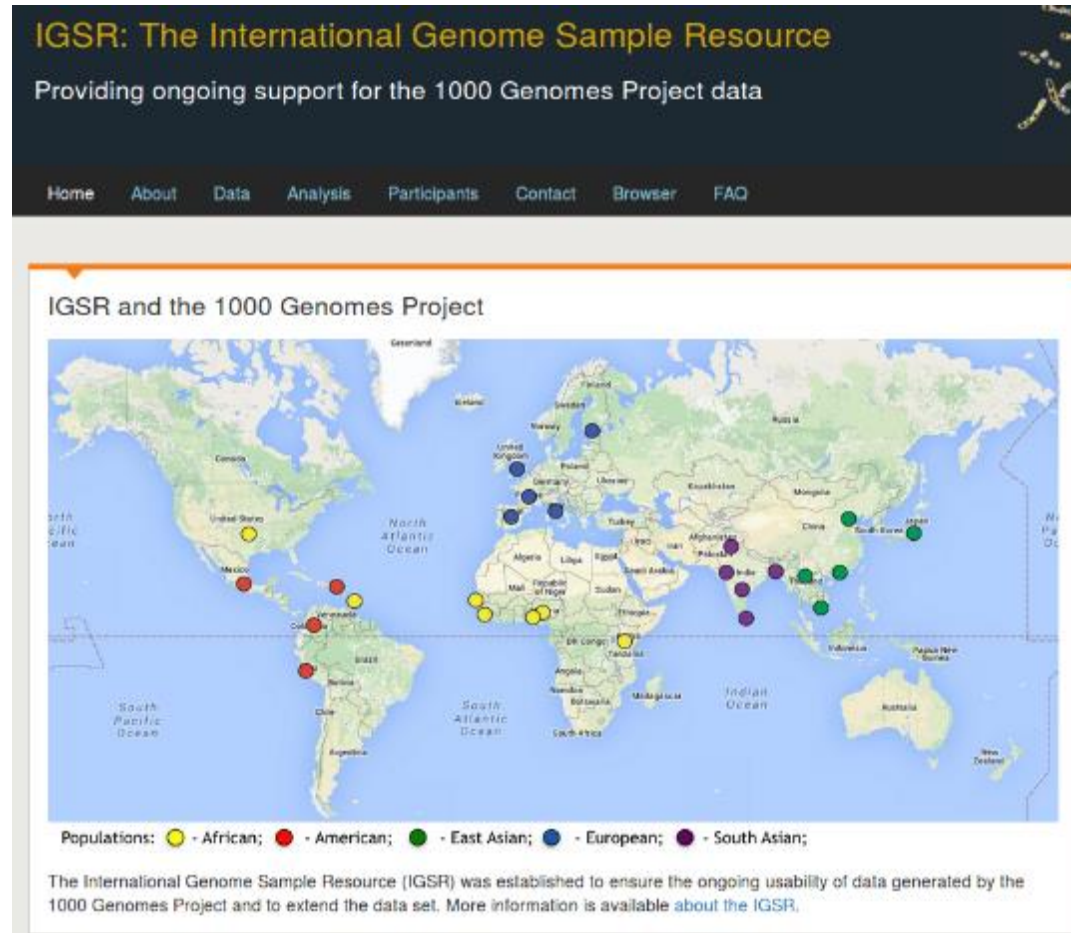 IGSR: The International Genome Sample Resource
Providing ongoing support for the 1000 Genomes Project data
Home About Data Analysis Participants Contact Browser FAQ
IGSR and the 1000 Genomes Project
Greenland
Iceland
Finland
Sweden
Norway
Russia
United Kingdom
Canada
Poland
Germany
Ukraine
Kazakhstan
Mongolia
United States
North
Atlantic
Ocean
Turkey
China
South Korea
Japan
Iraq
Iran
Afghanistan
Pakistan
Algeria
Libya
Egypt
Saudi Arabia
Mexico
Mali
Sudan
India
Thailand
Venezuela
Ethiopia
DR Congo
Tanzania
Indonesia
Papua New
Guinea
Brazil
Angola
Bolivia
Namibia
Botswana
Madagascar
Indian
Ocean
Australia
South
Pacific
Ocean
Chile
South
Atlantic
Ocean
South Africa
Argentina
New
Zealand
Populations: - African; - American; - East Asian; - European; - South Asian;
The International Genome Sample Resource (IGSR) was established to ensure the ongoing usability of data generated by the
1000 Genomes Project and to extend the data set. More information is available about the IGSR.